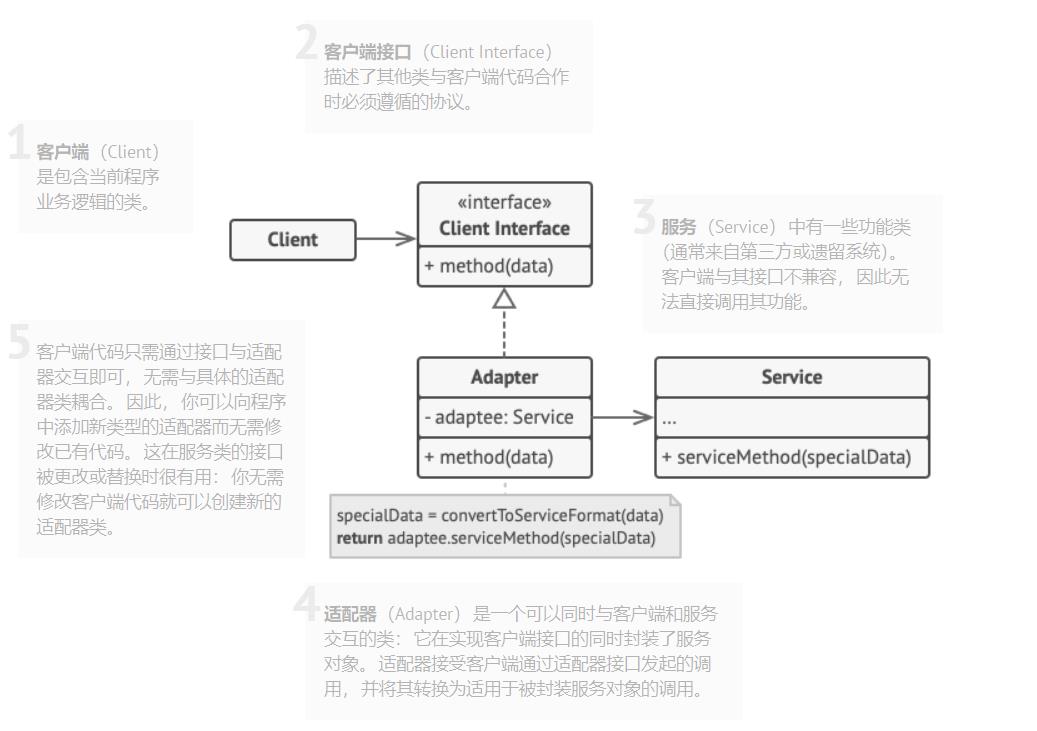 2 客户端接口 （Client Interface）
描述了其他类与客户端代码合作
时必须遵循的协议。
1 客户端 （Client）
是包含当前程序
业务逻辑的类。
«interface»
Client Interface
+ method(data)
Client
3 服务 （Service） 中有一些功能类
(通常来自第三方或遗留系统)。
客户端与其接口不兼容， 因此无
法直接调用其功能。
5 客户端代码只需通过接口与适配
器交互即可， 无需与具体的适配
器类耦合。 因此， 你可以向程序
中添加新类型的适配器而无需修
改已有代码。 这在服务类的接口
被更改或替换时很有用： 你无需
修改客户端代码就可以创建新的
适配器类。
Adapter
- adaptee: Service
+ method(data)
Service
...
+ serviceMethod(specialData)
specialData = convertToServiceFormat(data)
return adaptee.serviceMethod(specialData)
4 适配器 （Adapter） 是一个可以同时与客户端和服务
交互的类： 它在实现客户端接口的同时封装了服务
对象。 适配器接受客户端通过适配器接口发起的调
用， 并将其转换为适用于被封装服务对象的调用。